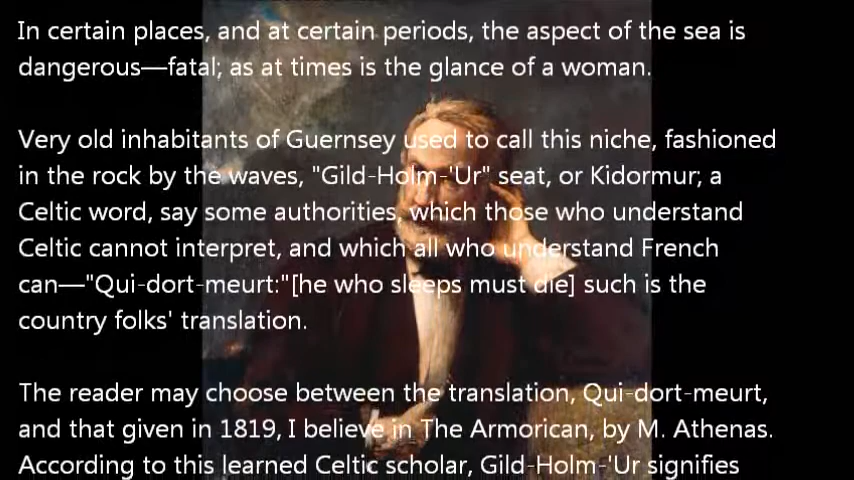 In certain places, and at certain periods, the aspect of the sea is
dangerous—fatal; as at times is the glance of a woman.
Very old inhabitants of Guernsey used to call this niche, fashioned
in the rock by the waves, "Gild-Holm-'Ur" seat, or Kidormur; a
Celtic word, say some authorities, which those who understand
Celtic cannot interpret, and which all who understand French
can—"Qui-dort-meurt:"[he who sleeps must die] such is the
country folks' translation.
The reader may choose between the translation, Qui-dort-meurt,
and that given in 1819, I believe in The Armorican, by M. Athenas.
According to this learned Celtic scholar, Gild-Holm-'Ur signifies